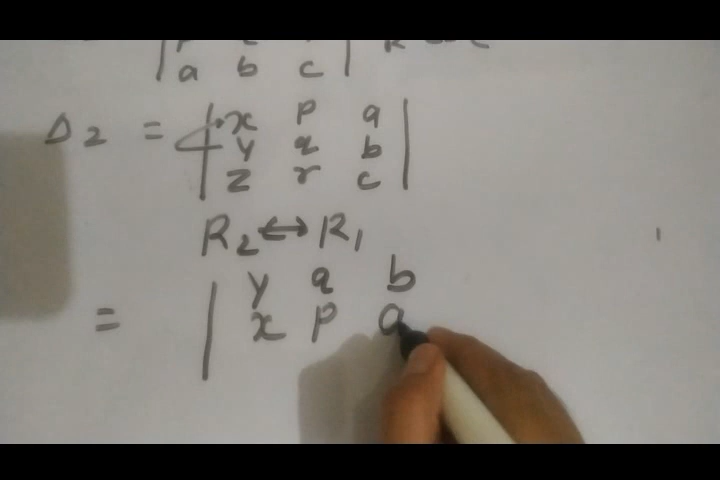 a b c
Δ2 = | x p a |
y q b
z r c
R2 ↔ R1
= | y q b
x p a